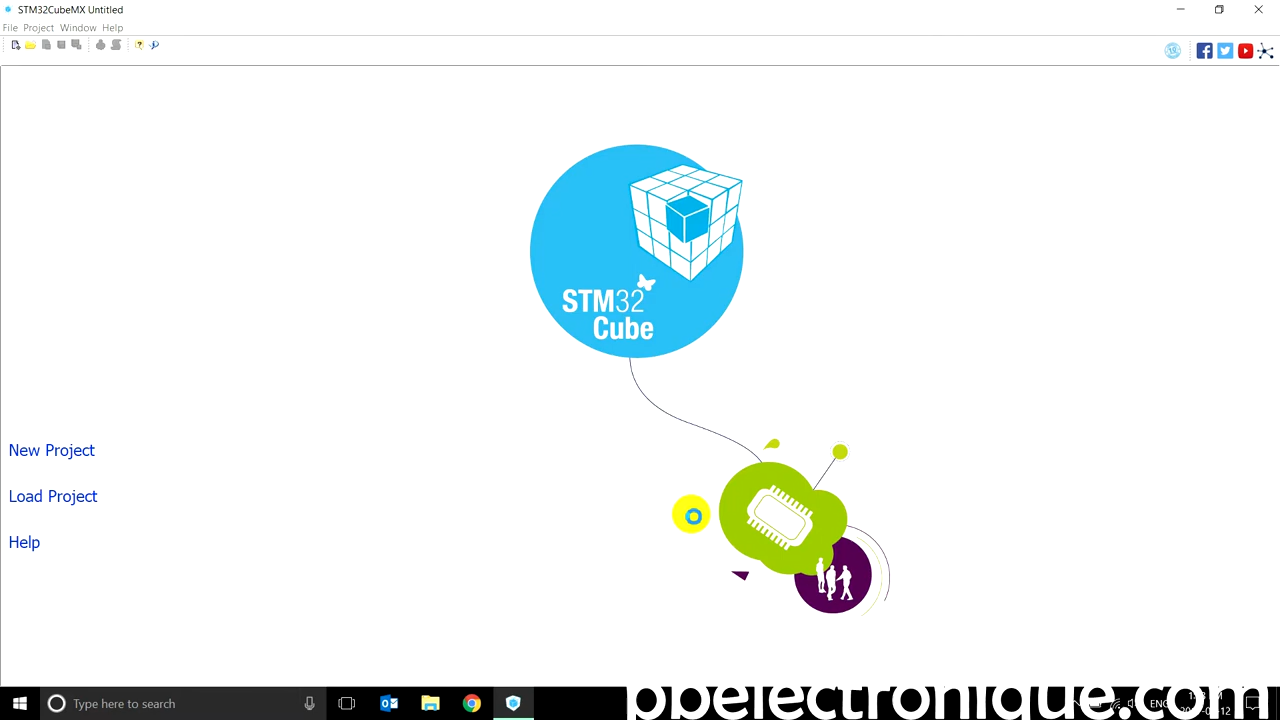 STM32CubeMX Untitled
File Project Window Help
STM32
Cube
New Project
Load Project
Help
Type here to search
ENG
bbelectronique.com